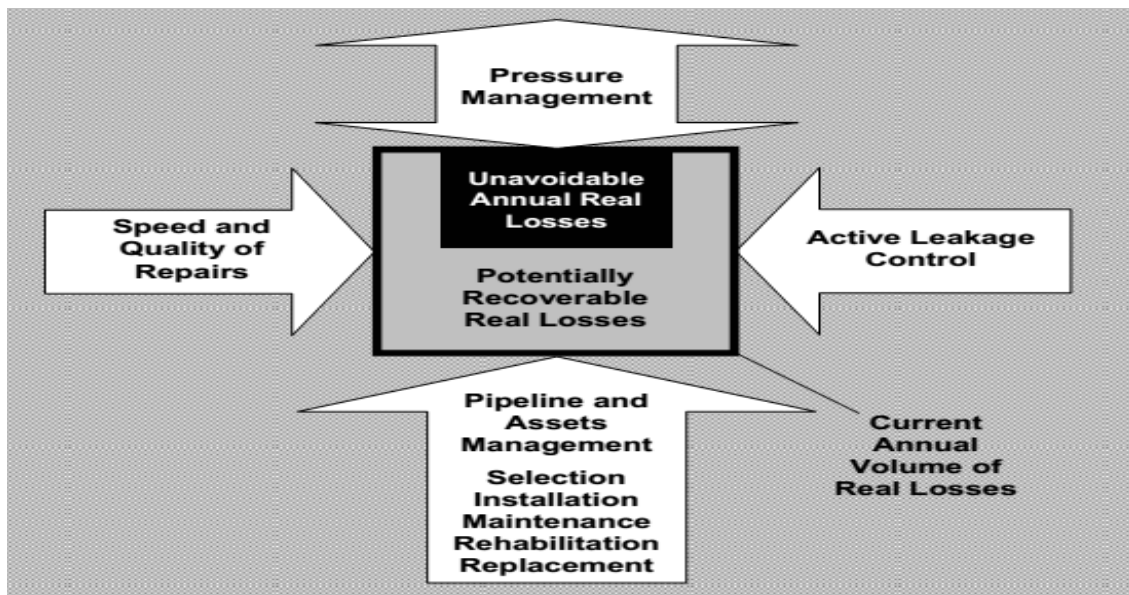 Pressure
Management
Unavoidable
Annual Real
Losses
Speed and
Quality of
Repairs
Active Leakage
Control
Potentially
Recoverable
Real Losses
Pipeline and
Assets
Management
Selection
Installation
Maintenance
Rehabilitation
Replacement
Current
Annual
Volume of
Real Losses